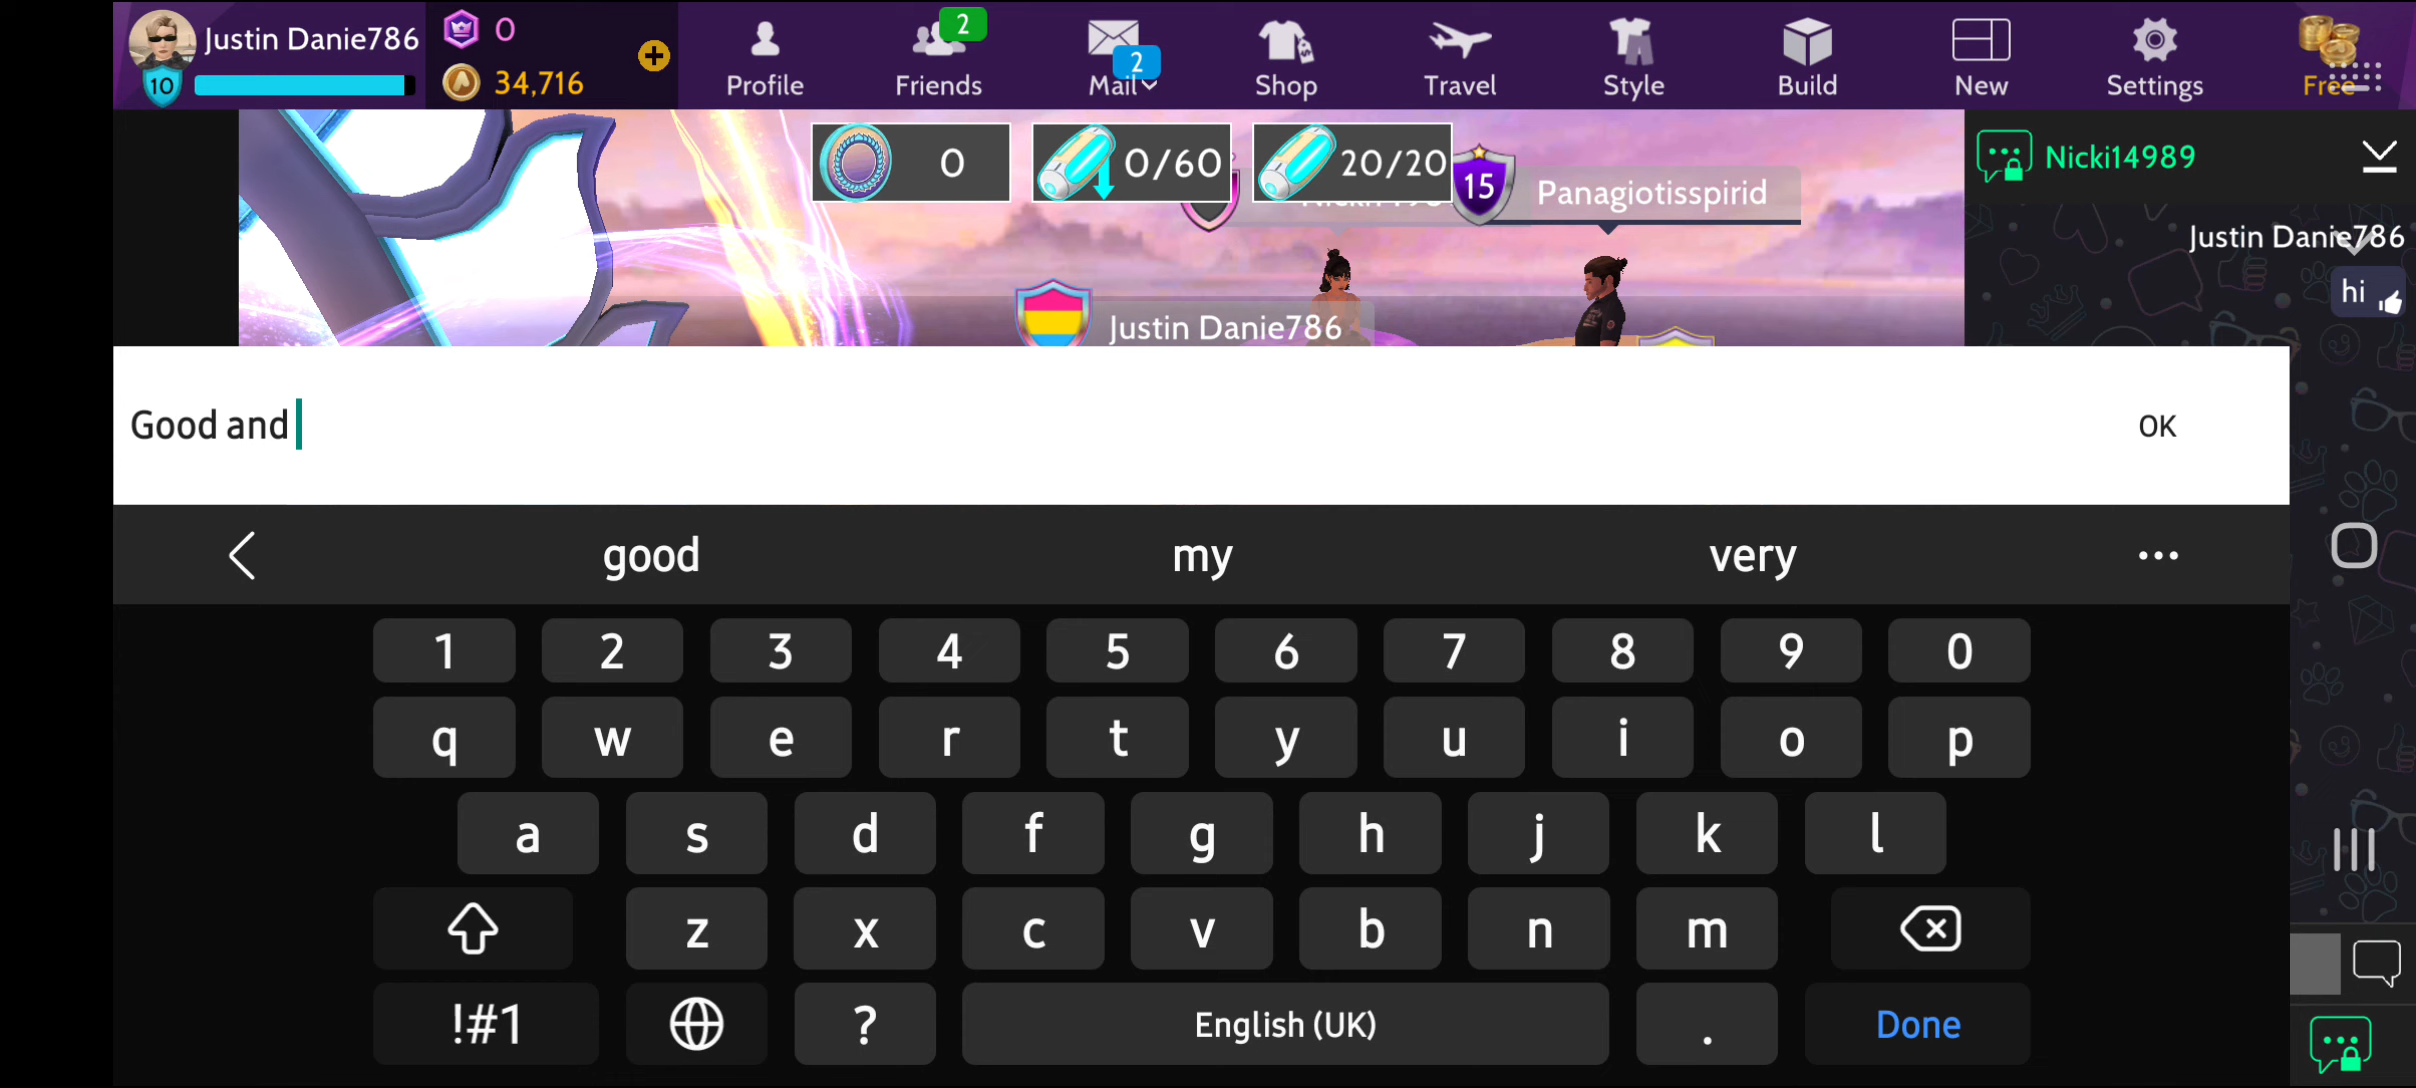 Justin Danie786
10
0
34,716
Profile
2
Friends
2
Mail
Shop
Travel
Style
Build
New
Settings
Free
0
0/60
20/20
15
Panagiotisspirid
Justin Danie786
Nicki14989
Justin Danie786
hi
Good and
OK
good my very
1 2 3 4 5 6 7 8 9 0
q w e r t y u i o p
a s d f g h j k l
z x c v b n m
!#1 ? English (UK) . Done